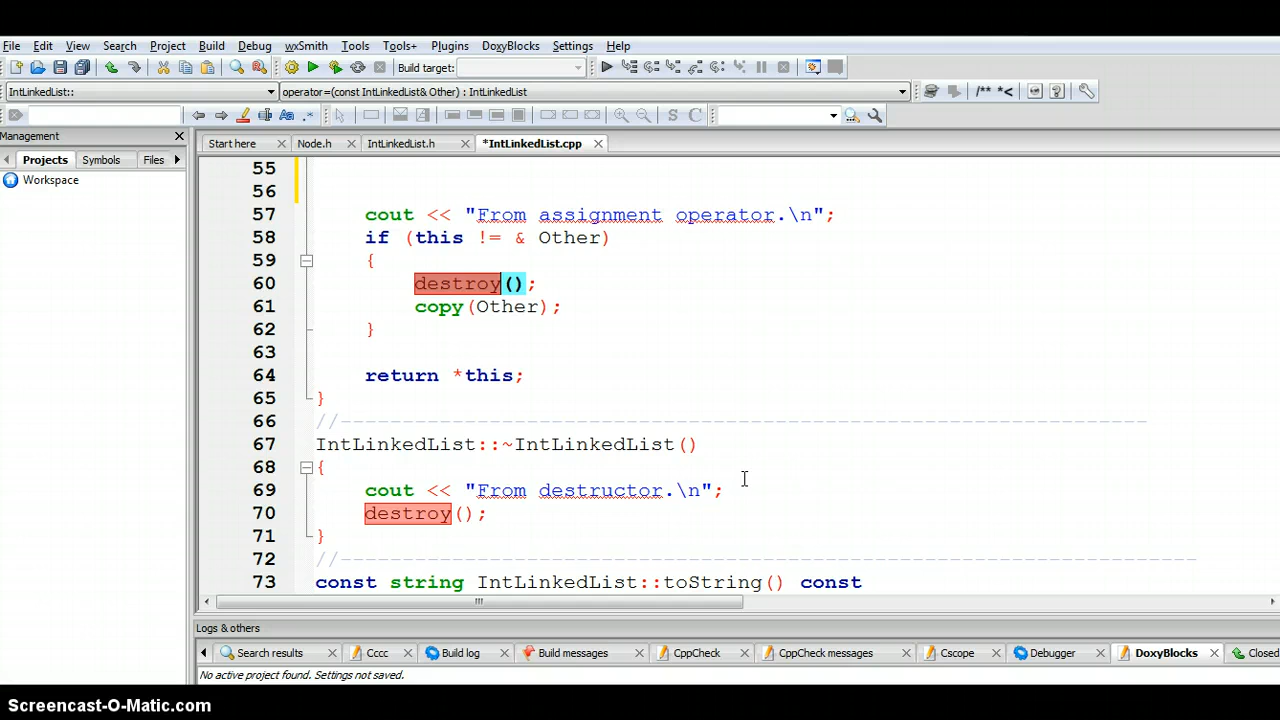 File Edit View Search Project Build Debug wxSmith Tools Tools+ Plugins DoxyBlocks Settings Help
Build target:
/** *<
IntLinkedList:: operator=(const IntLinkedList& Other) : IntLinkedList
Aa .* S C
Management
Start here Node.h IntLinkedList.h *IntLinkedList.cpp
Projects Symbols Files
Workspace
55
56
57 cout << "From assignment operator.\n";
58 if (this != & Other)
59 {
60 destroy();
61 copy(Other);
62 }
63
64 return *this;
65 }
66 //------------------------------------------------------------------
67 IntLinkedList::~IntLinkedList()
68 {
69 cout << "From destructor.\n";
70 destroy();
71 }
72 //----------------------------------------------------------------------
73 const string IntLinkedList::toString() const
Logs & others
Search results Cccc Build log Build messages CppCheck CppCheck messages Cscope Debugger DoxyBlocks Closed
No active project found. Settings not saved.
Screencast-O-Matic.com